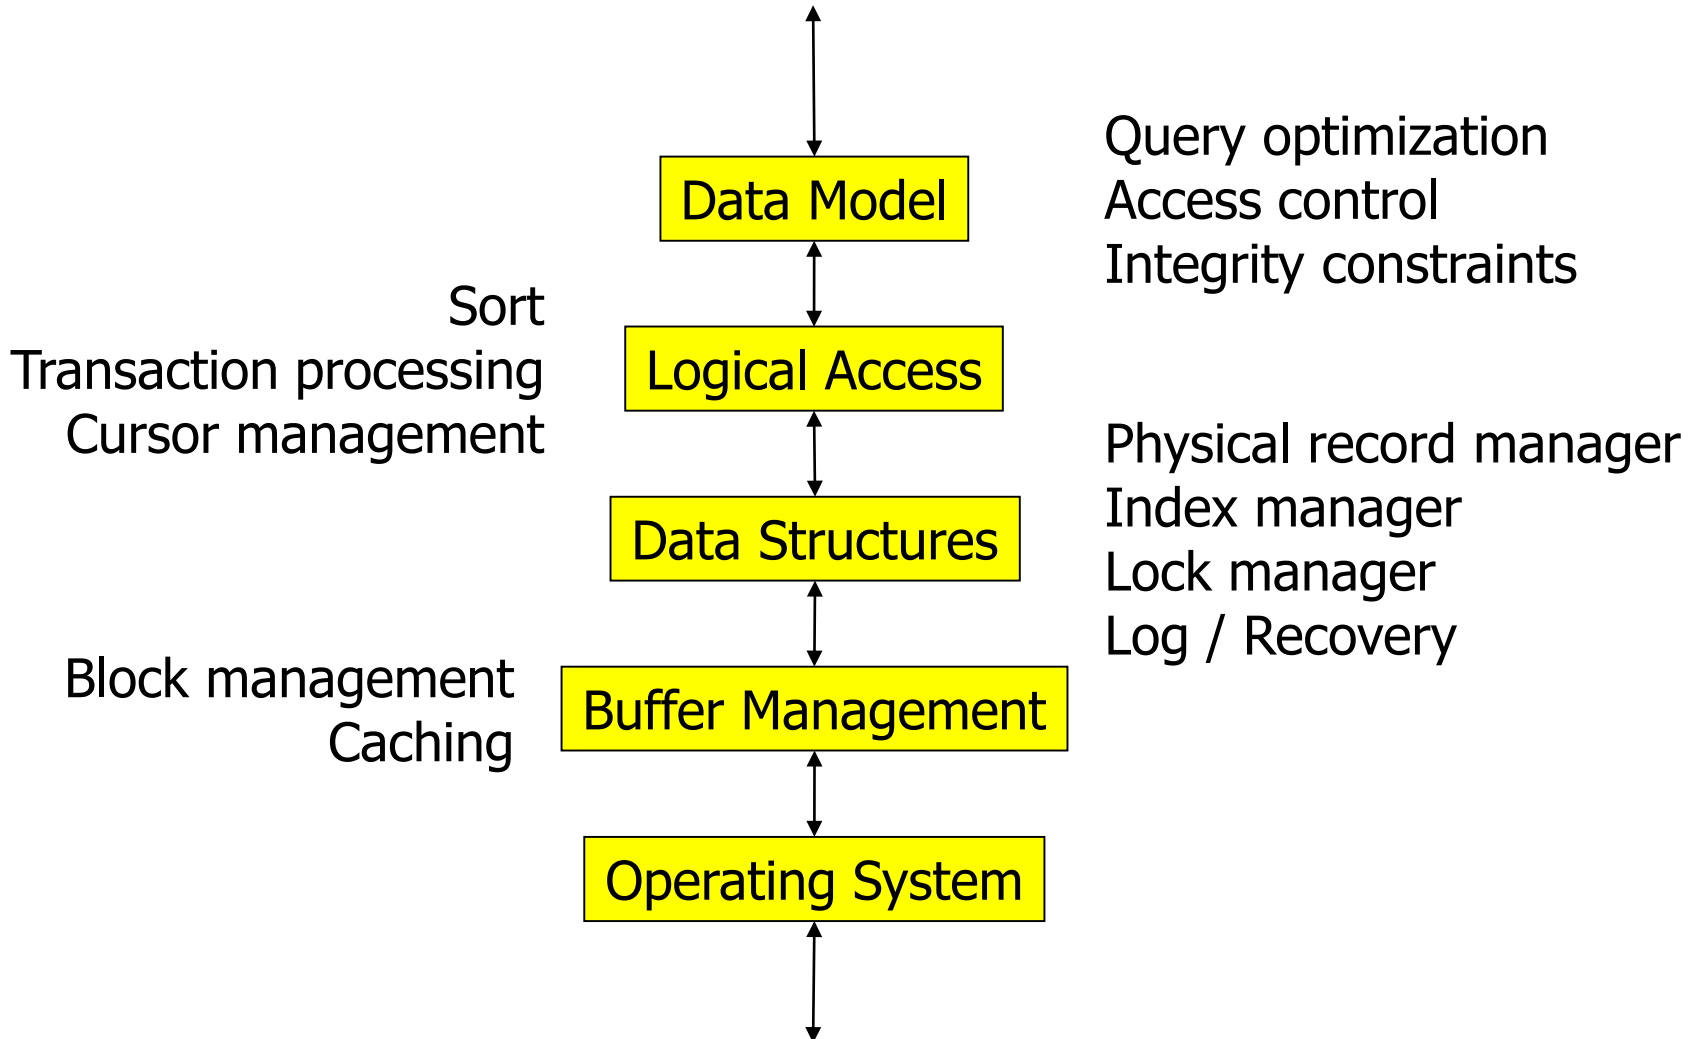 Query optimization
Access control
Integrity constraints
Data Model
Sort
Transaction processing
Cursor management
Logical Access
Physical record manager
Index manager
Lock manager
Log / Recovery
Data Structures
Block management
Caching
Buffer Management
Operating System